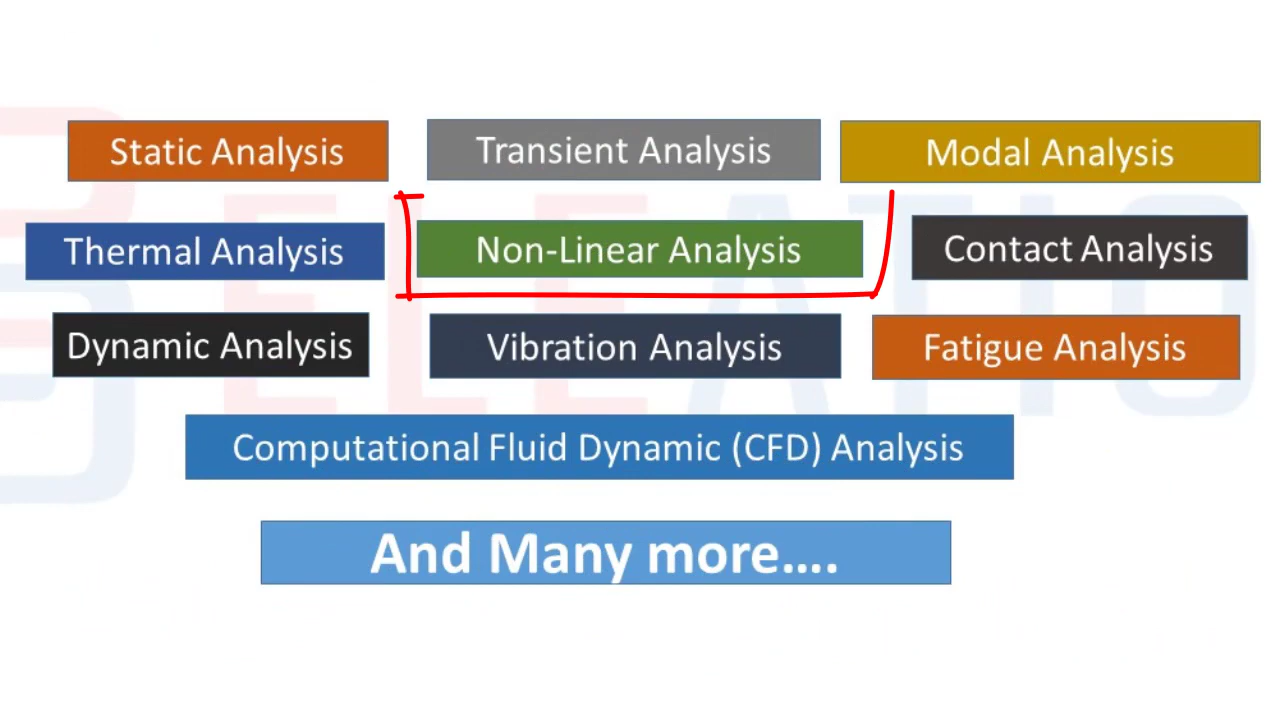 Static Analysis
Transient Analysis
Modal Analysis
Thermal Analysis
Non-Linear Analysis
Contact Analysis
Dynamic Analysis
Vibration Analysis
Fatigue Analysis
Computational Fluid Dynamic (CFD) Analysis
And Many more....
ELEATIO